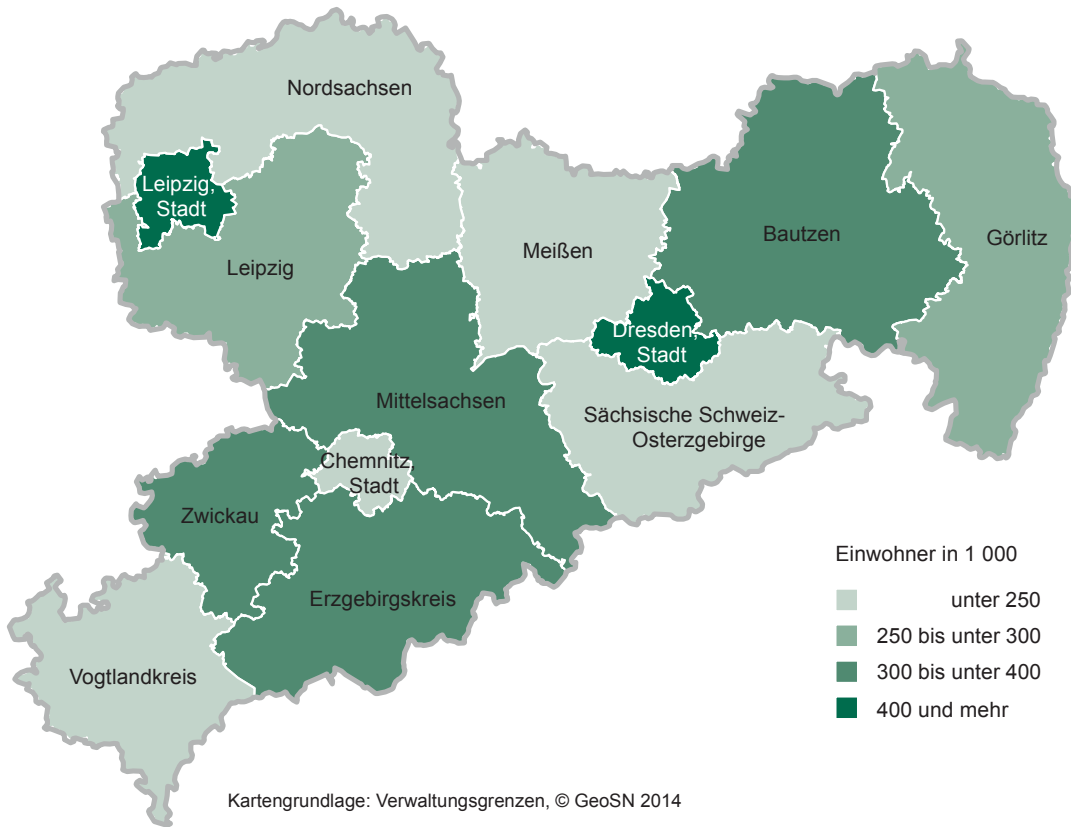 Nordsachsen
Leipzig,
Stadt
Leipzig
Meißen
Bautzen
Görlitz
Dresden,
Stadt
Mittelsachsen
Sächsische Schweiz-
Osterzgebirge
Chemnitz,
Stadt
Zwickau
Erzgebirgskreis
Vogtlandkreis
Einwohner in 1 000
unter 250
250 bis unter 300
300 bis unter 400
400 und mehr
Kartengrundlage: Verwaltungsgrenzen, © GeoSN 2014